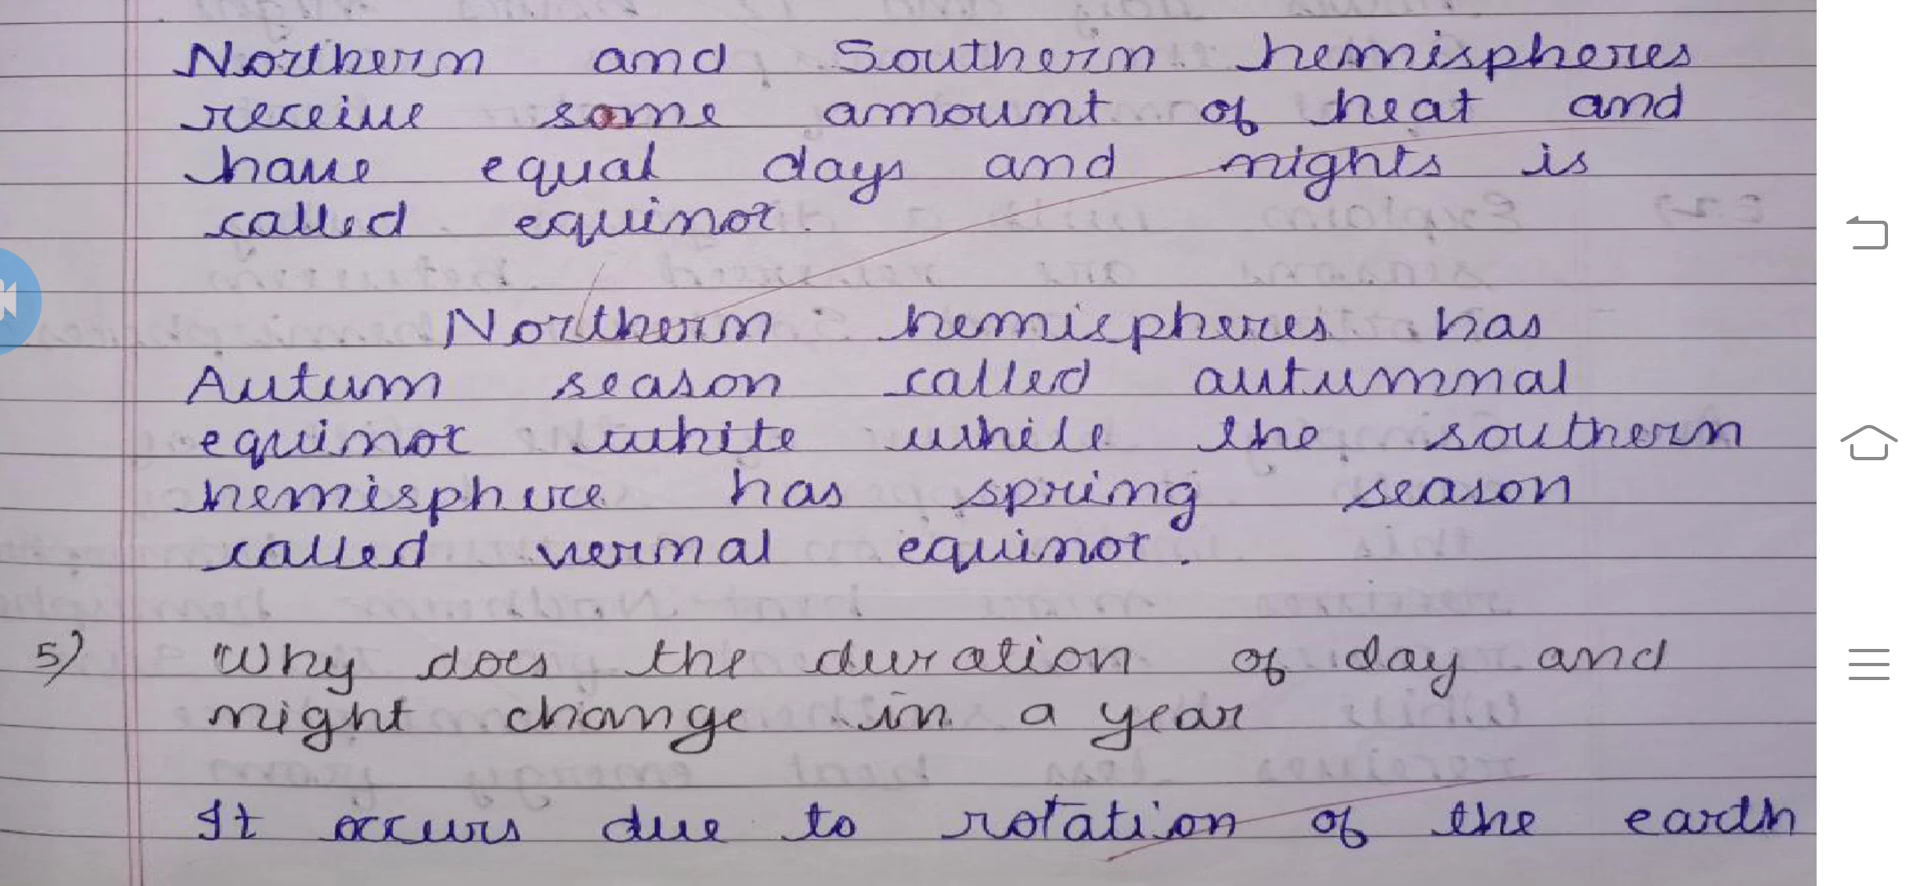 Northern and Southern hemispheres
receive same amount of heat and
have equal days and nights is
called equinox.
Northern hemispheres has
Autum season called autumnal
equinox white while the southern
hemisphere has spring season
called vernal equinox.
5) Why does the duration of day and
night change in a year
It occurs due to rotation of the earth